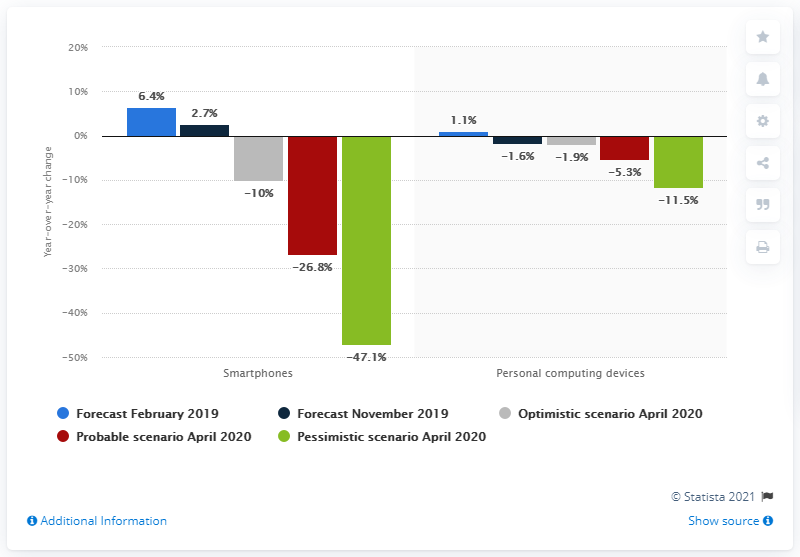 20%
10%
0%
−10%
−20%
−30%
−40%
−50%
Year-over-year change
6.4%
2.7%
−10%
−26.8%
−47.1%
1.1%
−1.6%
−1.9%
−5.3%
−11.5%
Smartphones
Personal computing devices
Forecast February 2019
Forecast November 2019
Optimistic scenario April 2020
Probable scenario April 2020
Pessimistic scenario April 2020
© Statista 2021
Additional Information
Show source